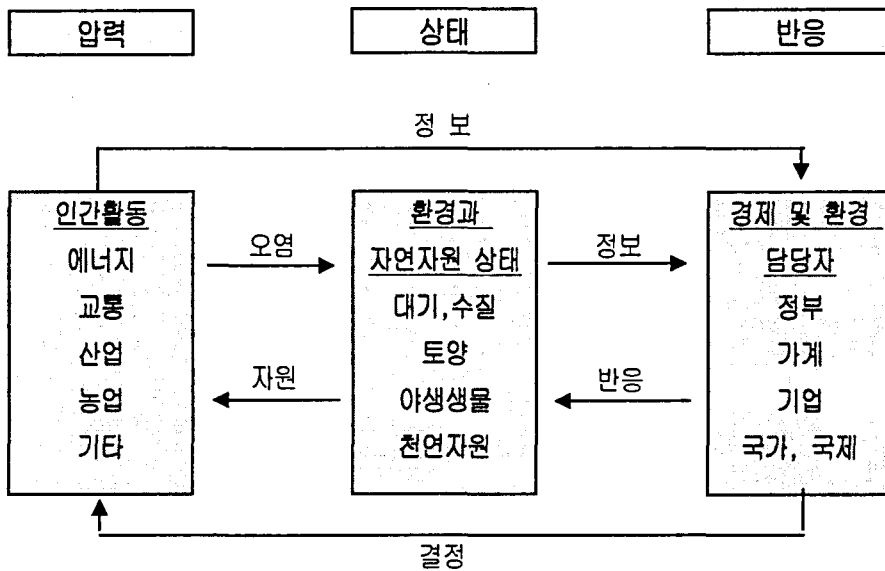 압력
상태
반응
정 보
인간활동
에너지
교통
산업
농업
기타
오염
자원
환경과
자연자원 상태
대기,수질
토양
야생생물
천연자원
정보
반응
경제 및 환경
담당자
정부
가계
기업
국가, 국제
결정